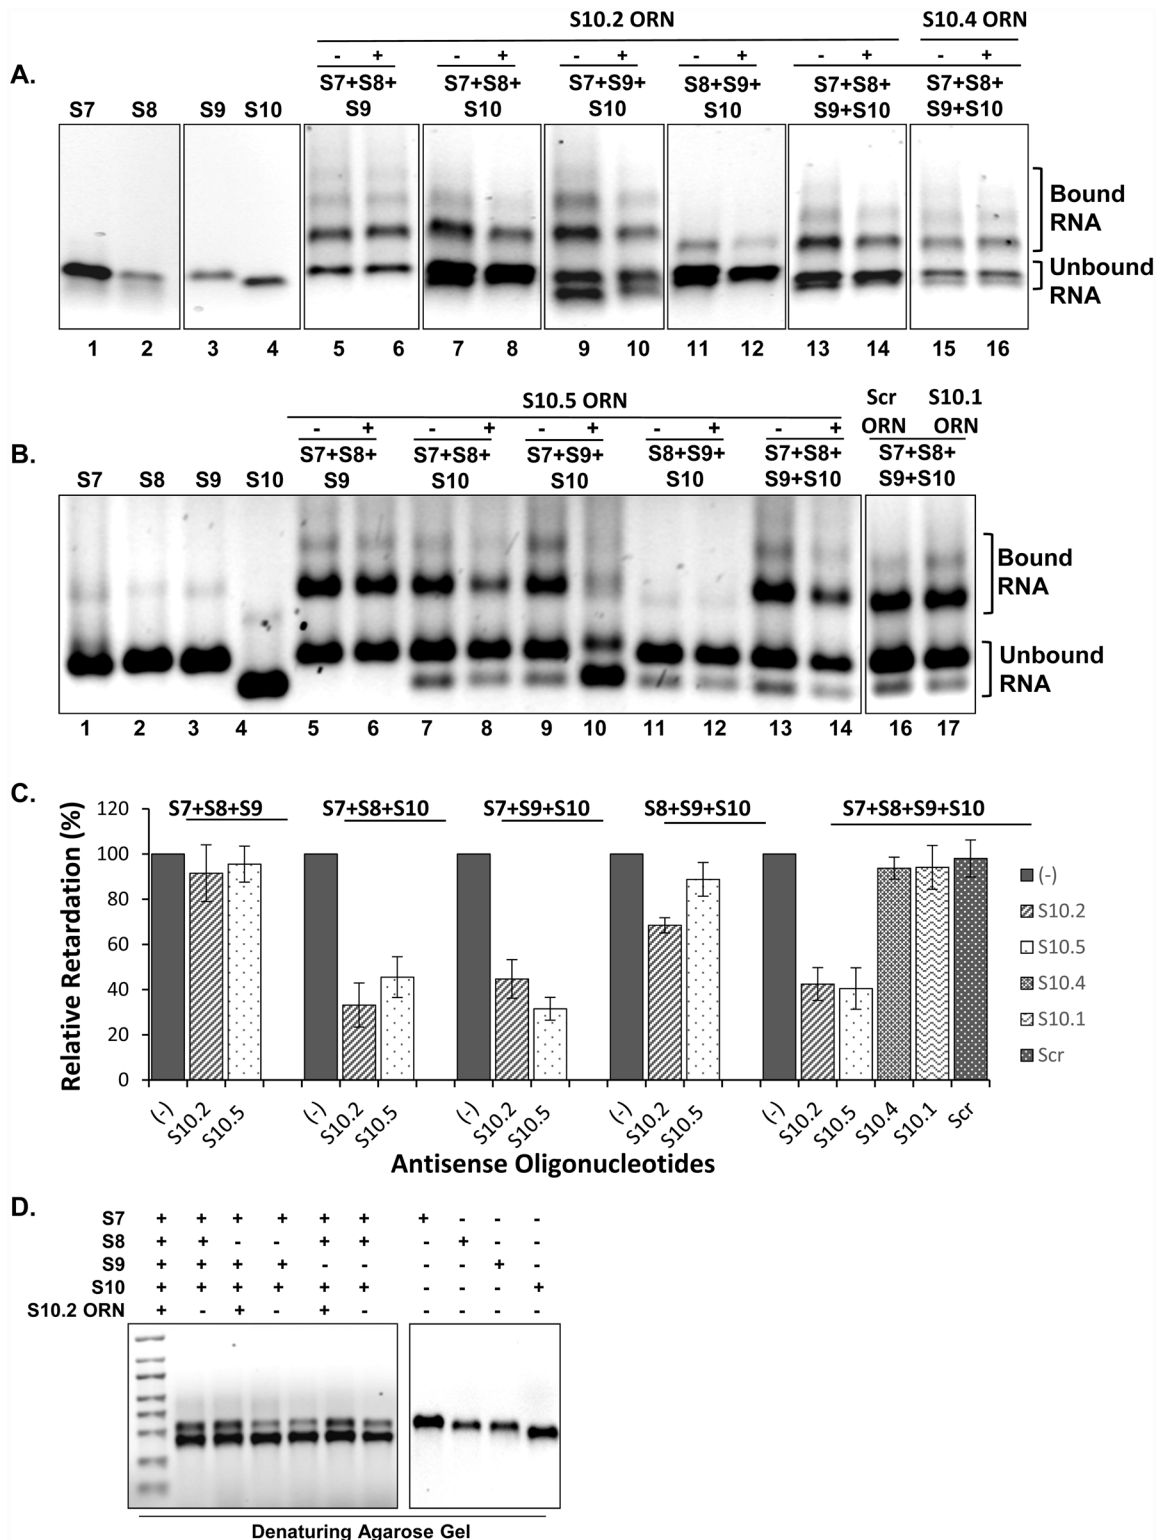 S10.2 ORN S10.4 ORN
- + - + - + - + - + - +
A.
S7+S8+ S7+S8+ S7+S9+ S8+S9+ S7+S8+ S7+S8+
S7 S8 S9 S10 S9 S10 S10 S10 S9+S10 S9+S10
Bound
RNA
Unbound
RNA
1 2 3 4 5 6 7 8 9 10 11 12 13 14 15 16
S10.5 ORN Scr S10.1
- + - + - + - + - + ORN ORN
B.
S7+S8+ S7+S8+ S7+S9+ S8+S9+ S7+S8+ S7+S8+
S7 S8 S9 S10 S9 S10 S10 S10 S9+S10 S9+S10
Bound
RNA
Unbound
RNA
1 2 3 4 5 6 7 8 9 10 11 12 13 14 16 17
C.
S7+S8+S9 S7+S8+S10 S7+S9+S10 S8+S9+S10 S7+S8+S9+S10
Relative Retardation (%)
120
100
80
60
40
20
0
(-) S10.2 S10.5 (-) S10.2 S10.5 (-) S10.2 S10.5 (-) S10.2 S10.5 (-) S10.2 S10.5 S10.4 S10.1 Scr
Antisense Oligonucleotides
(-)
S10.2
S10.5
S10.4
S10.1
Scr
D.
S7 + + + + + + + - - -
S8 + + - - + + - + - -
S9 + + + + - - - - + -
S10 + + + + + + - - - +
S10.2 ORN + - + - + - - - - -
Denaturing Agarose Gel